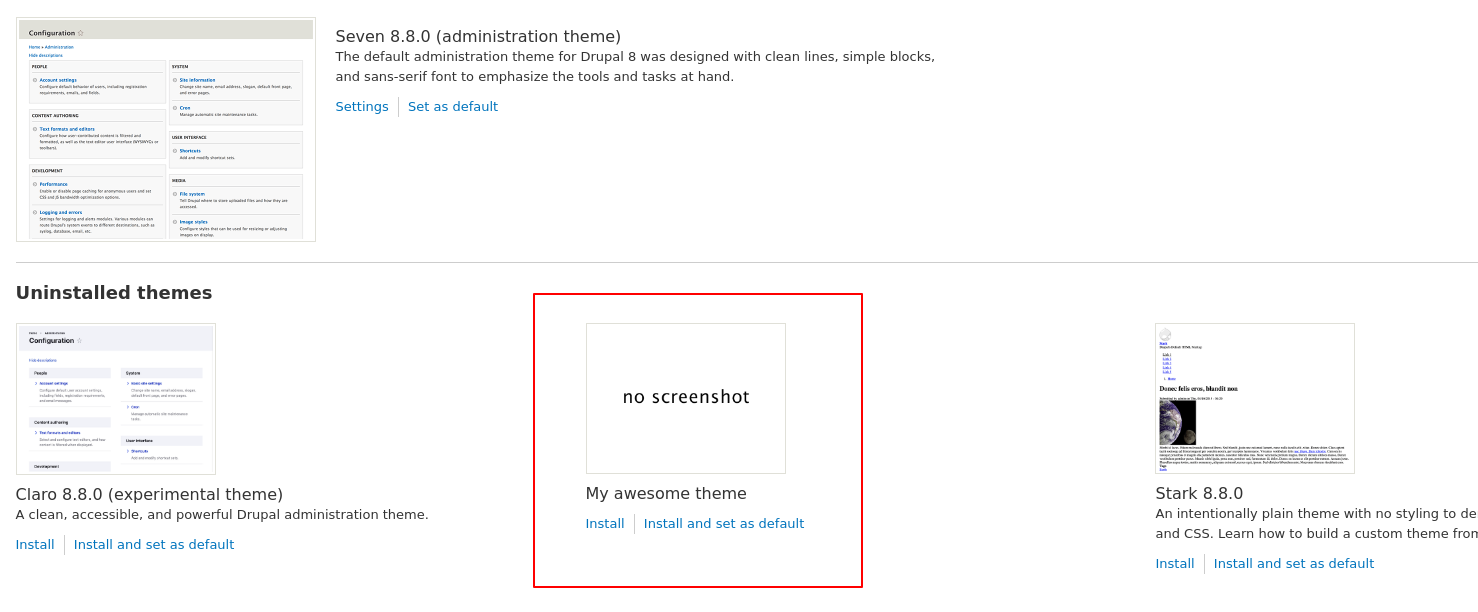 Configuration ☆
Home » Administration
Hide descriptions
PEOPLE
Account settings
Configure default behavior of users, including registration
requirements, emails, and fields.
CONTENT AUTHORING
Text formats and editors
Configure how user-contributed content is filtered and
formatted, as well as the text editor user interface (WYSIWYGs or
toolbars).
DEVELOPMENT
Performance
Enable or disable page caching for anonymous users and set
CSS and JS bandwidth optimization options.
Logging and errors
Settings for logging and alerts modules. Various modules can
route Drupal's system events to different destinations, such as
syslog, database, email, etc.
SYSTEM
Site information
Change site name, email address, slogan, default front page,
and error pages.
Cron
Manage automatic site maintenance tasks.
USER INTERFACE
Shortcuts
Add and modify shortcut sets.
MEDIA
File system
Tell Drupal where to store uploaded files and how they are
accessed.
Image styles
Configure styles that can be used for resizing or adjusting
images on display.
Seven 8.8.0 (administration theme)
The default administration theme for Drupal 8 was designed with clean lines, simple blocks,
and sans-serif font to emphasize the tools and tasks at hand.
Settings Set as default
Uninstalled themes
Configuration ☆
Hide descriptions
People
Account settings
Content authoring
Text formats and editors
Development
System
Basic site settings
Cron
Manage automatic site maintenance
tasks.
User interface
Shortcuts
Add and modify shortcut sets.
Claro 8.8.0 (experimental theme)
A clean, accessible, and powerful Drupal administration theme.
Install Install and set as default
no screenshot
My awesome theme
Install Install and set as default
Donec felis eros, blandit non
Stark 8.8.0
An intentionally plain theme with no styling to de
and CSS. Learn how to build a custom theme from
Install Install and set as default